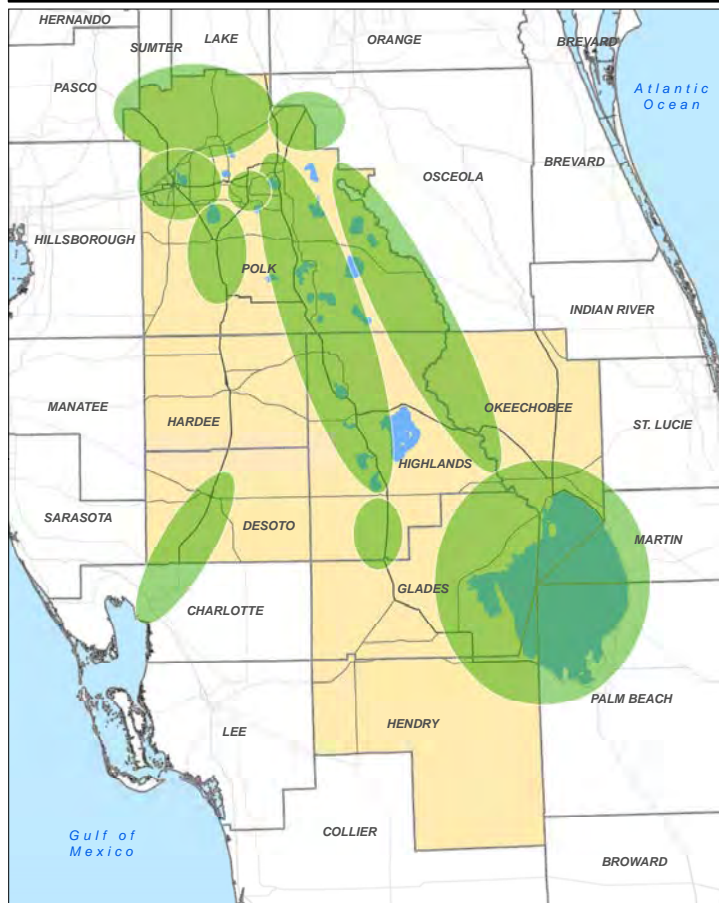 HERNANDO
LAKE
ORANGE
BREVARD
SUMTER
PASCO
Atlantic
Ocean
BREVARD
OSCEOLA
HILLSBOROUGH
POLK
INDIAN RIVER
MANATEE
HARDEE
OKEECHOBEE
ST. LUCIE
HIGHLANDS
SARASOTA
DESOTO
MARTIN
GLADES
CHARLOTTE
PALM BEACH
HENDRY
LEE
Gulf of
Mexico
COLLIER
BROWARD